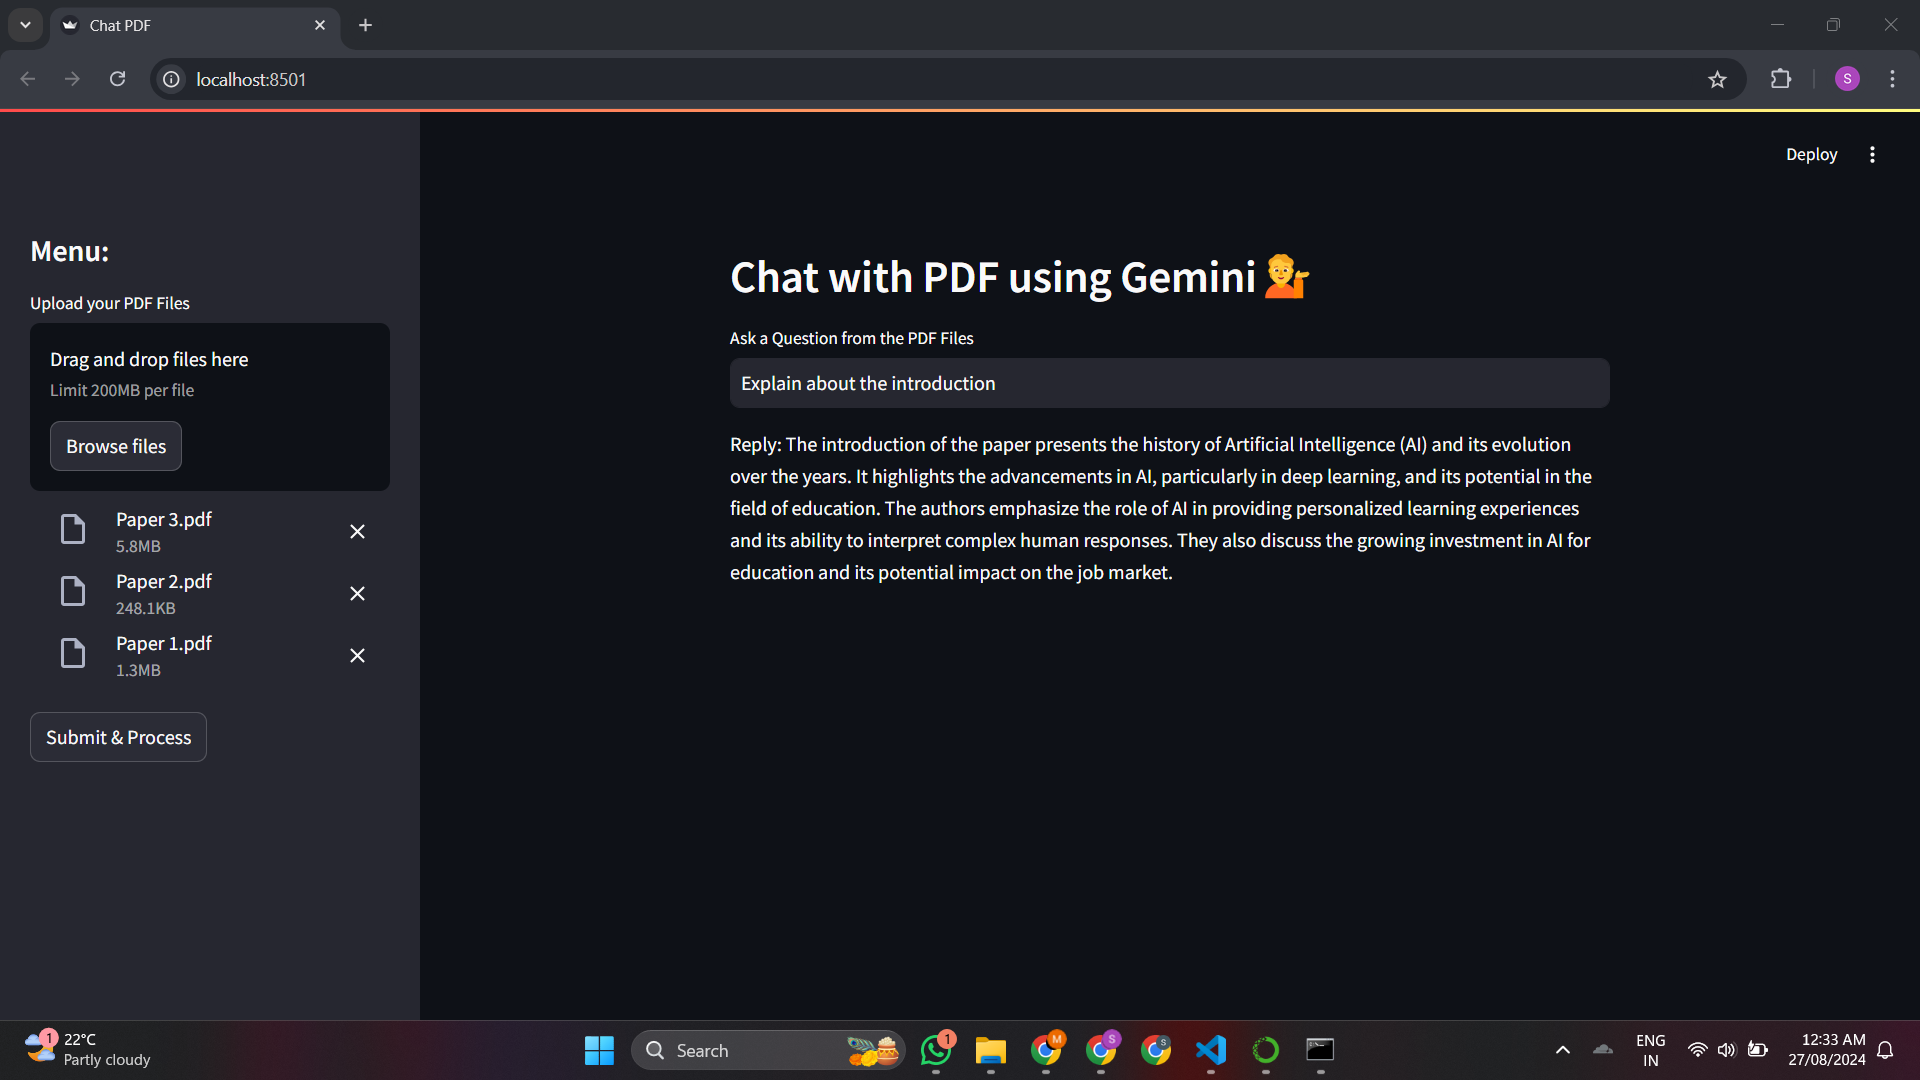 Chat PDF
localhost:8501
S
Deploy
Menu:
Upload your PDF Files
Drag and drop files here
Limit 200MB per file
Browse files
Paper 3.pdf
5.8MB
Paper 2.pdf
248.1KB
Paper 1.pdf
1.3MB
Submit & Process
Chat with PDF using Gemini
Ask a Question from the PDF Files
Explain about the introduction
Reply: The introduction of the paper presents the history of Artificial Intelligence (AI) and its evolution
over the years. It highlights the advancements in AI, particularly in deep learning, and its potential in the
field of education. The authors emphasize the role of AI in providing personalized learning experiences
and its ability to interpret complex human responses. They also discuss the growing investment in AI for
education and its potential impact on the job market.
1
22°C
Partly cloudy
Search
1
M
S
S
ENG
IN
12:33 AM
27/08/2024